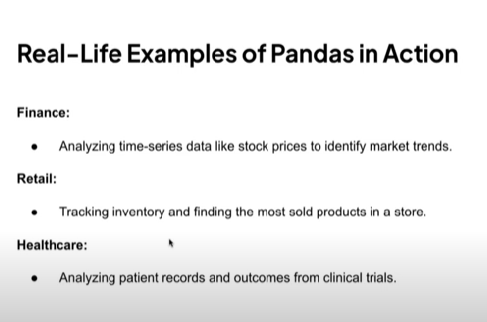 Real-Life Examples of Pandas in Action
Finance:
• Analyzing time-series data like stock prices to identify market trends.
Retail:
• Tracking inventory and finding the most sold products in a store.
Healthcare:
• Analyzing patient records and outcomes from clinical trials.